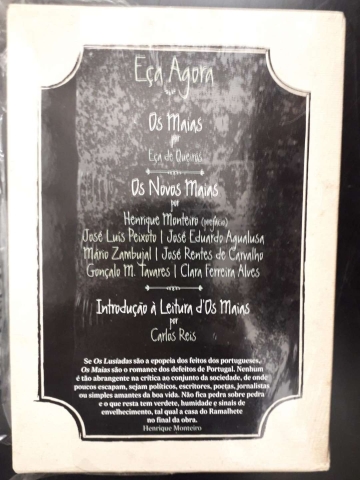 Eça Agora
Os Maias
por
Eça de Queirós
Os Novos Maias
por
Henrique Monteiro (prefácio)
José Luís Peixoto | José Eduardo Agualusa
Mário Zambujal | José Rentes de Carvalho
Gonçalo M. Tavares | Clara Ferreira Alves
Introdução à Leitura d'Os Maias
por
Carlos Reis
Se Os Lusíadas são a epopeia dos feitos dos portugueses,
Os Maias são o romance dos defeitos de Portugal. Nenhum
é tão abrangente na crítica ao conjunto da sociedade, de onde
poucos escapam, sejam políticos, escritores, poetas, jornalistas
ou simples amantes da boa vida. Não fica pedra sobre pedra
e o que resta tem verdete, humidade e sinais de
envelhecimento, tal qual a casa do Ramalhete
no final da obra.
Henrique Monteiro